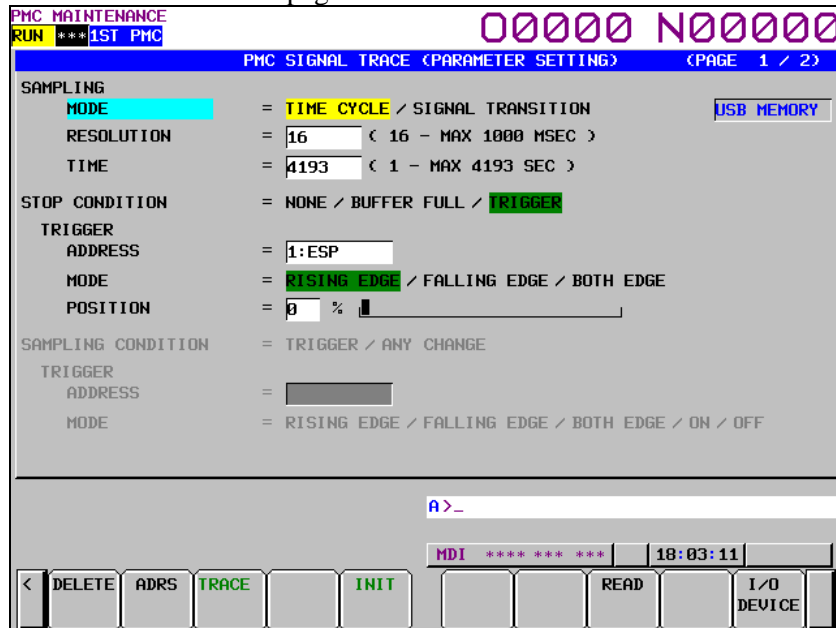 pag
PMC MAINTENANCE O0000 N00000
RUN ***1ST PMC
PMC SIGNAL TRACE (PARAMETER SETTING) (PAGE 1 / 2)
SAMPLING
MODE = TIME CYCLE / SIGNAL TRANSITION USB MEMORY
RESOLUTION = 16 ( 16 - MAX 1000 MSEC )
TIME = 4193 ( 1 - MAX 4193 SEC )
STOP CONDITION = NONE / BUFFER FULL / TRIGGER
TRIGGER
ADDRESS = 1:ESP
MODE = RISING EDGE / FALLING EDGE / BOTH EDGE
POSITION = 0 %
SAMPLING CONDITION = TRIGGER / ANY CHANGE
TRIGGER
ADDRESS =
MODE = RISING EDGE / FALLING EDGE / BOTH EDGE / ON / OFF
A>_
MDI **** *** *** 18:03:11
< DELETE ADRS TRACE INIT READ I/O DEVICE